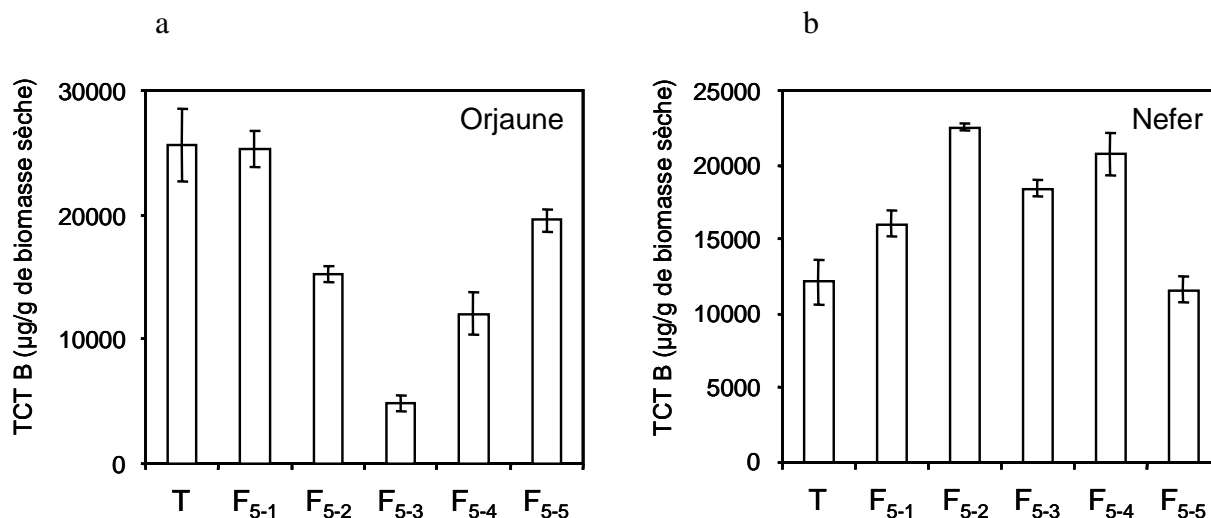 a
TCT B (µg/g de biomasse sèche)
30000
20000
10000
0
Orjaune
T F5-1 F5-2 F5-3 F5-4 F5-5
b
TCT B (µg/g de biomasse sèche)
25000
20000
15000
10000
5000
0
Nefer
T F5-1 F5-2 F5-3 F5-4 F5-5